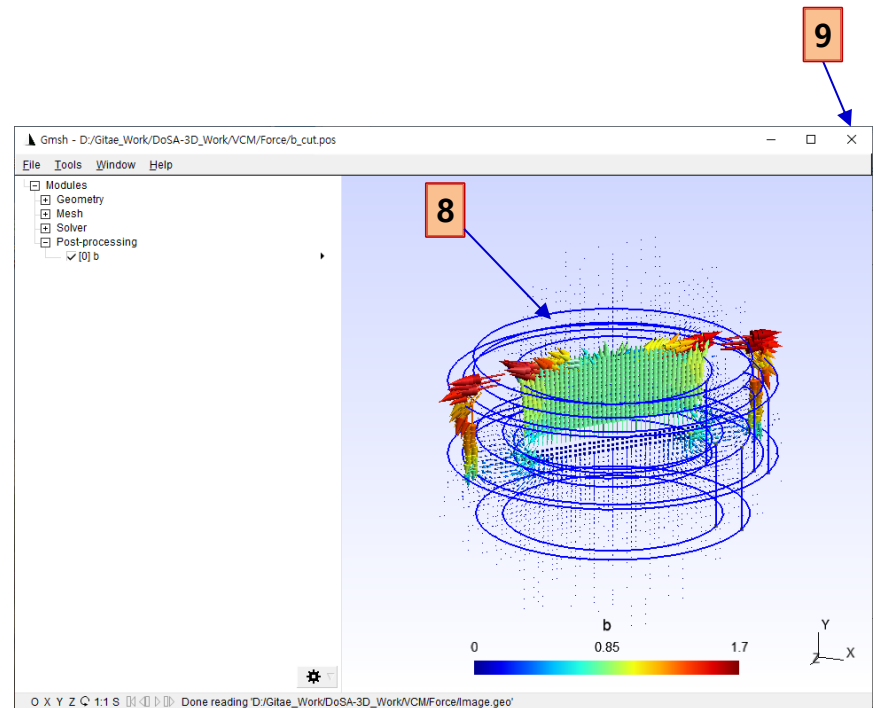 9
Gmsh - D:/Gitae_Work/DoSA-3D_Work/VCM/Force/b_cut.pos
File Tools Window Help
Modules
Geometry
Mesh
Solver
Post-processing
[0] b
8
b
0 0.85 1.7
Y
X
Z
O X Y Z 1:1 S Done reading 'D:/Gitae_Work/DoSA-3D_Work/VCM/Force/Image.geo'